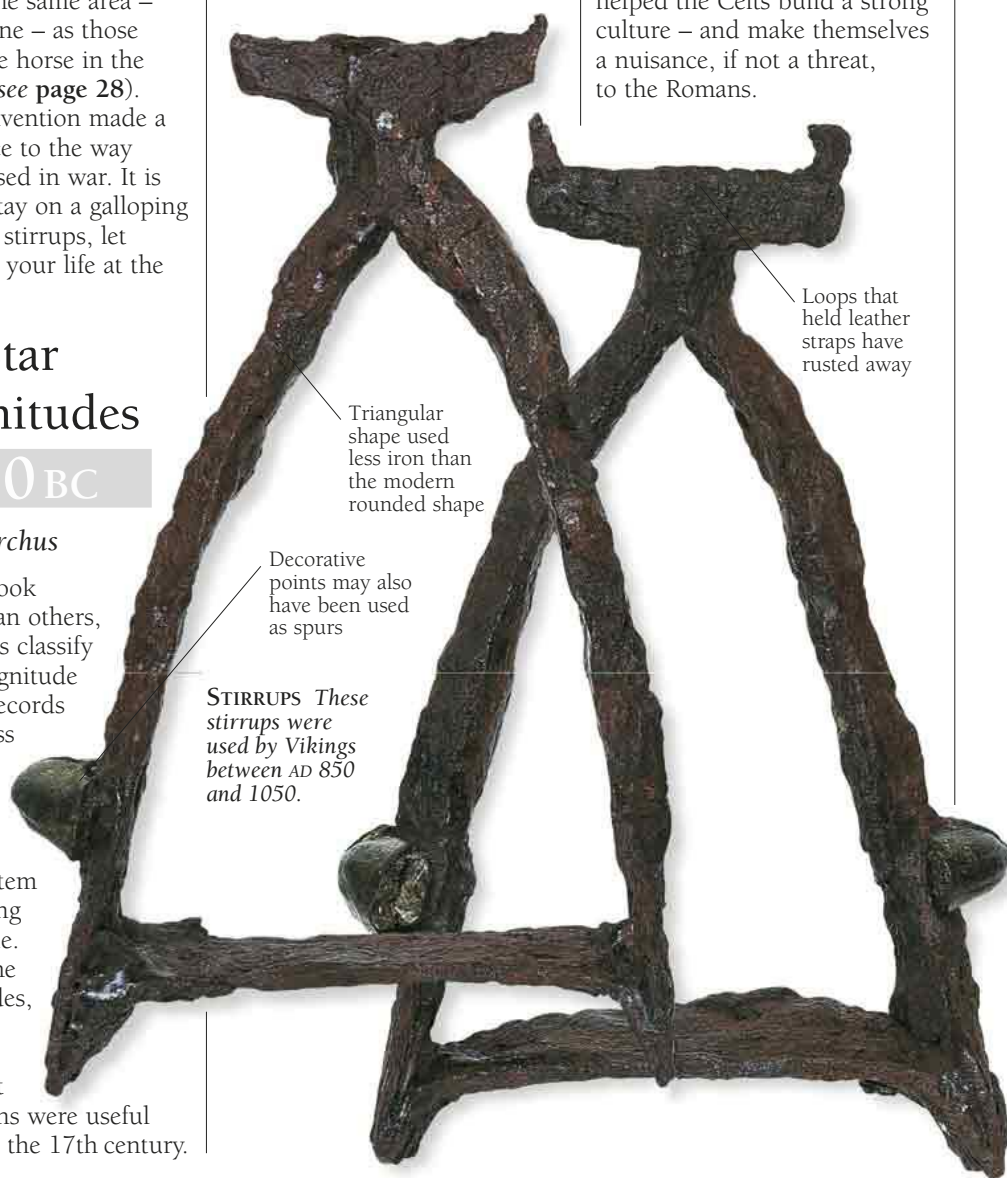 same area –
ne – as those
e horse in the
see page 28).
vention made a
e to the way
sed in war. It is
tay on a galloping
stirrups, let
your life at the
tar
nitudes
0 BC
rchus
ook
an others,
s classify
gnitude
ecords
ss
tem
ng
e.
ne
des,
t
ns were useful
the 17th century.
helped the Celts build a strong
culture – and make themselves
a nuisance, if not a threat,
to the Romans.
Loops that
held leather
straps have
rusted away
Triangular
shape used
less iron than
the modern
rounded shape
Decorative
points may also
have been used
as spurs
STIRRUPS These
stirrups were
used by Vikings
between AD 850
and 1050.